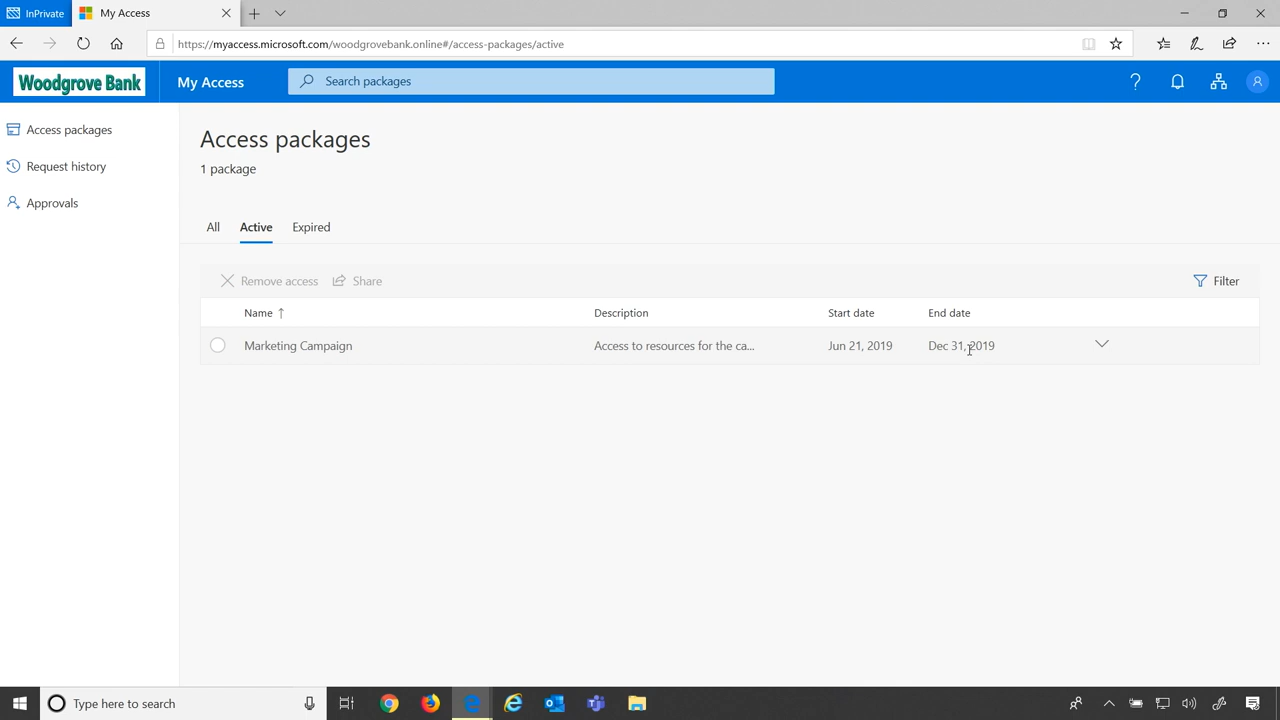 InPrivate
My Access
https://myaccess.microsoft.com/woodgrovebank.online#/access-packages/active
Woodgrove Bank
My Access
Search packages
?
Access packages
Request history
Approvals
Access packages
1 package
All
Active
Expired
Remove access
Share
Filter
Name ↑
Description
Start date
End date
Marketing Campaign
Access to resources for the ca...
Jun 21, 2019
Dec 31, 2019
Type here to search